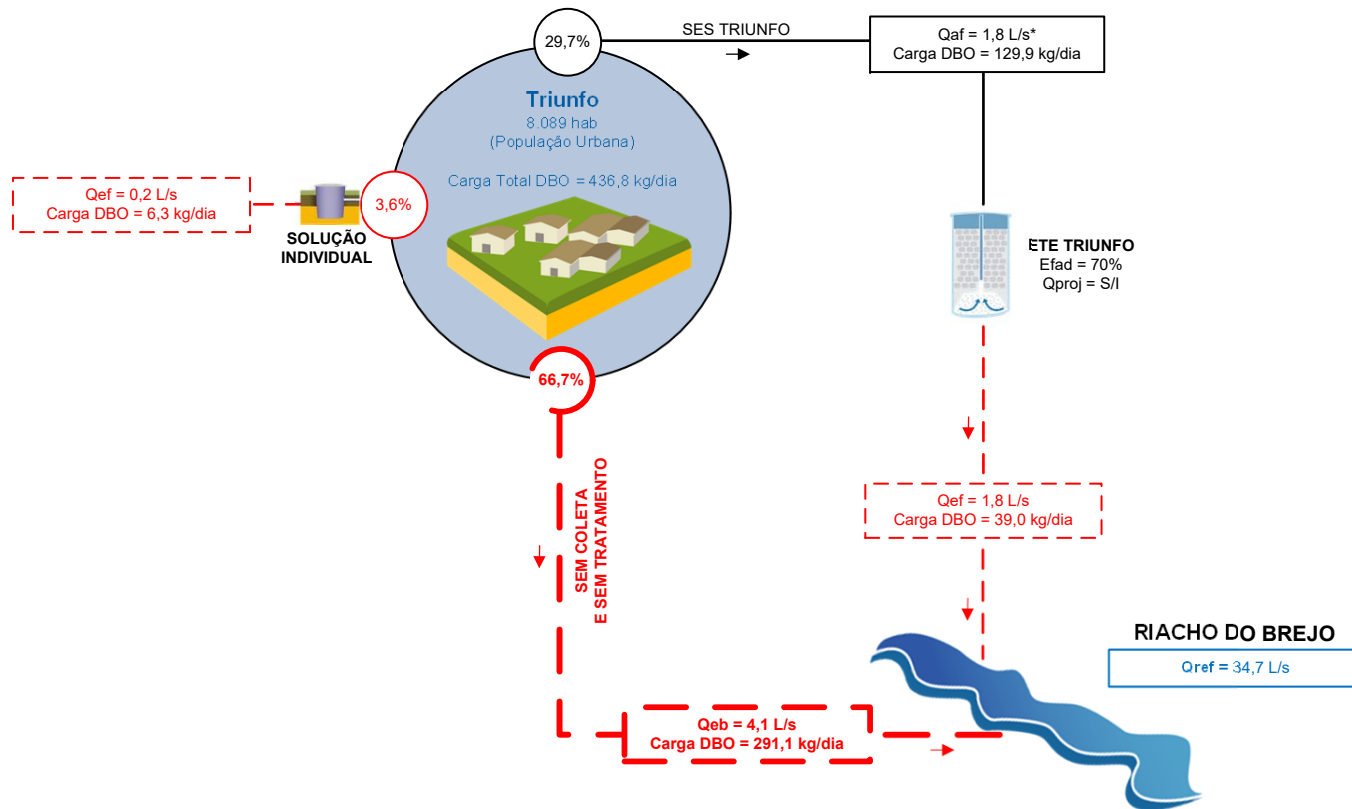 29,7%
SES TRIUNFO
Qaf = 1,8 L/s*
Carga DBO = 129,9 kg/dia
Triunfo
8.089 hab
(População Urbana)
Carga Total DBO = 436,8 kg/dia
Qef = 0,2 L/s
Carga DBO = 6,3 kg/dia
3,6%
SOLUÇÃO
INDIVIDUAL
ETE TRIUNFO
Efad = 70%
Qproj = S/I
66,7%
SEM COLETA
E SEM TRATAMENTO
Qef = 1,8 L/s
Carga DBO = 39,0 kg/dia
RIACHO DO BREJO
Qref = 34,7 L/s
Qeb = 4,1 L/s
Carga DBO = 291,1 kg/dia